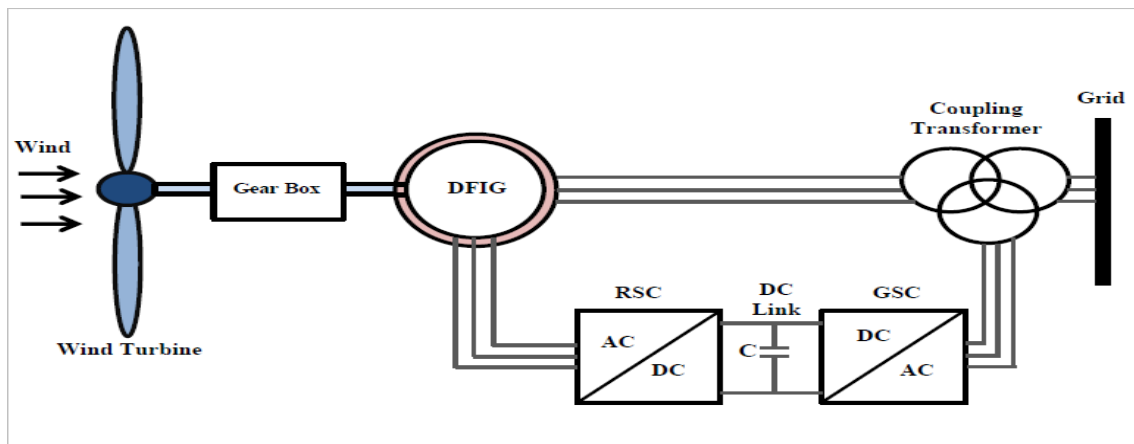 Wind
Wind Turbine
Gear Box
DFIG
Coupling
Transformer
Grid
RSC
AC
DC
DC
Link
C
GSC
DC
AC